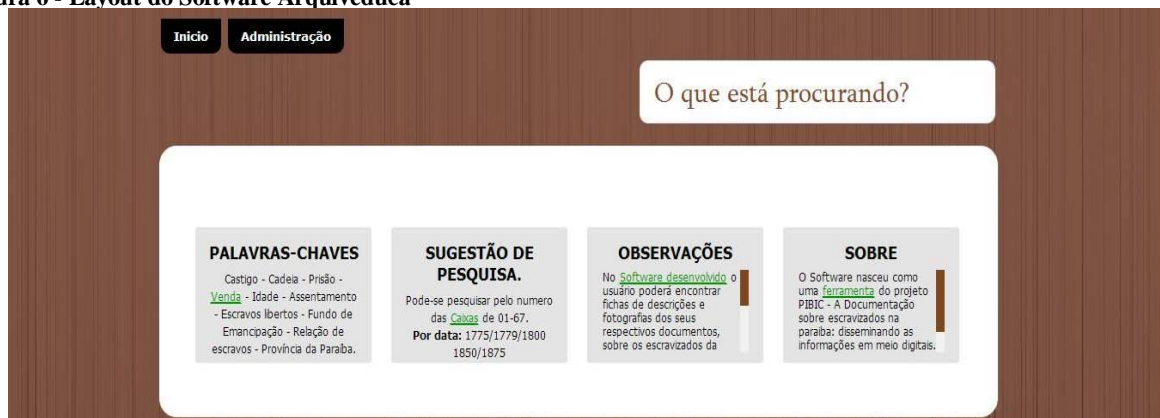 6 - Layout do Software Arquiveduca
Inicio Administração
O que está procurando?
PALAVRAS-CHAVES
Castigo - Cadeia - Prisão -
Venda - Idade - Assentamento
- Escravos libertos - Fundo de
Emancipação - Relação de
escravos - Província da Paraíba.
SUGESTÃO DE
PESQUISA.
Pode-se pesquisar pelo numero
das Caixas de 01-67.
Por data: 1775/1779/1800
1850/1875
OBSERVAÇÕES
No Software desenvolvido o
usuário poderá encontrar
fichas de descrições e
fotografias dos seus
respectivos documentos,
sobre os escravizados da
SOBRE
O Software nasceu como
uma ferramenta do projeto
PIBIC - A Documentação
sobre escravizados na
paraiba: disseminando as
informações em meio digitais.